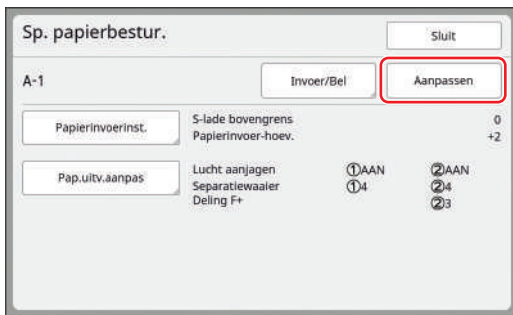 Sp. papierbestur.
Sluit
A-1
Invoer/Bel
Aanpassen
Papierinvoerinst.
S-lade bovengrens 0
Papierinvoer-hoev. +2
Pap.uitv.aanpas
Lucht aanjagen ①AAN ②AAN
Separatiewaaier ①4 ②4
Deling F+ ②3